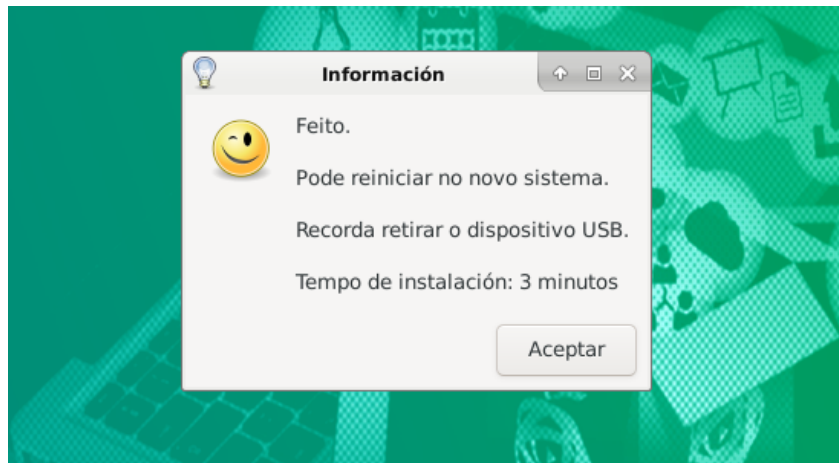 Información
Feito.
Pode reiniciar no novo sistema.
Recorda retirar o dispositivo USB.
Tempo de instalación: 3 minutos
Aceptar